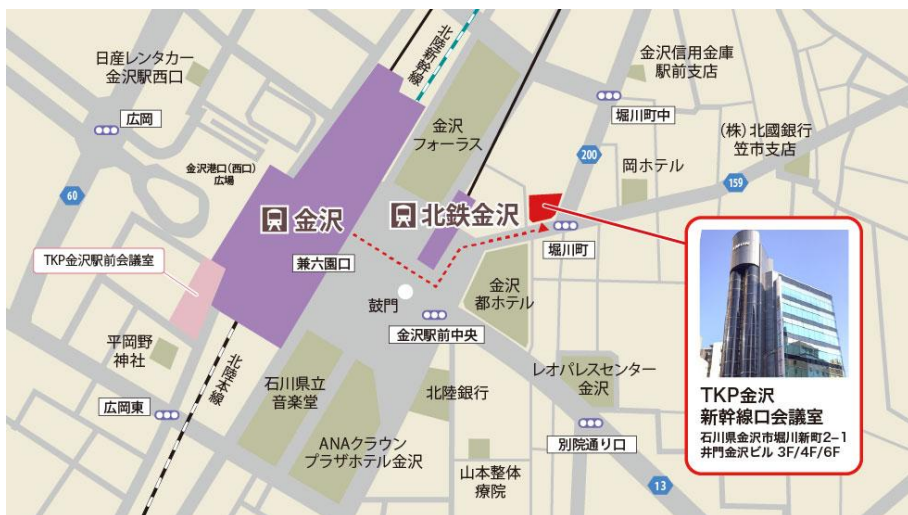 日産レンタカー
金沢駅西口
広岡
北陸新幹線
金沢信用金庫
駅前支店
堀川町中
(株)北國銀行
笠市支店
金沢
フォーラス
200
岡ホテル
159
金沢港口(西口)
広場
60
金沢
北鉄金沢
堀川町
TKP金沢駅前会議室
兼六園口
鼓門
金沢
都ホテル
金沢駅前中央
平岡野
神社
北陸本線
広岡東
石川県立
音楽堂
北陸銀行
レオパレスセンター
金沢
ANAクラウン
プラザホテル金沢
別院通り口
山本整体
療院
13
TKP金沢
新幹線口会議室
石川県金沢市堀川新町2−1
井門金沢ビル 3F/4F/6F